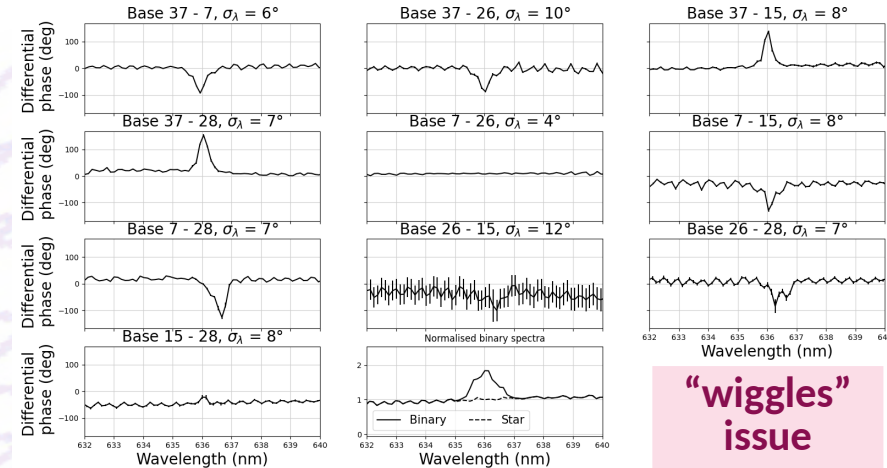 Base 37 - 7, σλ = 6°
Base 37 - 26, σλ = 10°
Base 37 - 15, σλ = 8°
Differential
phase (deg)
100
0
−100
Base 37 - 28, σλ = 7°
Base 7 - 26, σλ = 4°
Base 7 - 15, σλ = 8°
Differential
phase (deg)
100
0
−100
Base 7 - 28, σλ = 7°
Base 26 - 15, σλ = 12°
Base 26 - 28, σλ = 7°
Differential
phase (deg)
100
0
−100
632 633 634 635 636 637 638 639 64
Wavelength (nm)
Base 15 - 28, σλ = 8°
Normalised binary spectra
Differential
phase (deg)
100
0
−100
2
1
0
Binary
Star
632 633 634 635 636 637 638 639 640
632 633 634 635 636 637 638 639 640
Wavelength (nm)
Wavelength (nm)
“wiggles”
issue